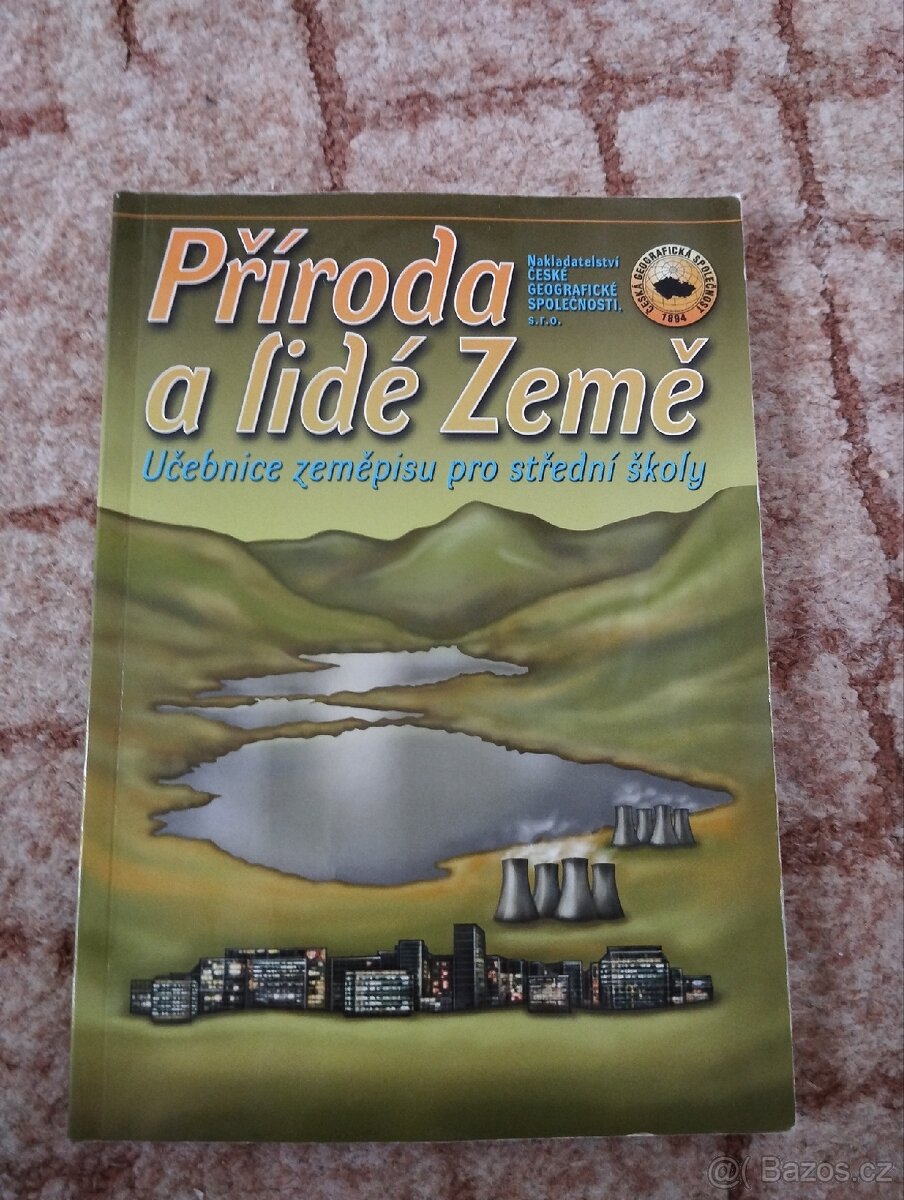 Příroda
a lidé Země
Nakladatelství
ČESKÉ
GEOGRAFICKÉ
SPOLEČNOSTI,
s.r.o.
ČESKÁ GEOGRAFICKÁ SPOLEČNOST
1894
Učebnice zeměpisu pro střední školy
@( Bazos.cz